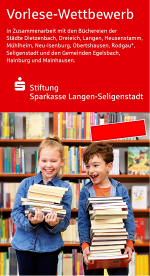 Vorlese-Wettbewerb
In Zusammenarbeit mit den Büchereien der
Städte Dietzenbach, Dreieich, Langen, Heusenstamm,
Mühlheim, Neu-Isenburg, Obertshausen, Rodgau*,
Seligenstadt und den Gemeinden Egelsbach,
Hainburg und Mainhausen.
Stiftung
Sparkasse Langen-Seligenstadt